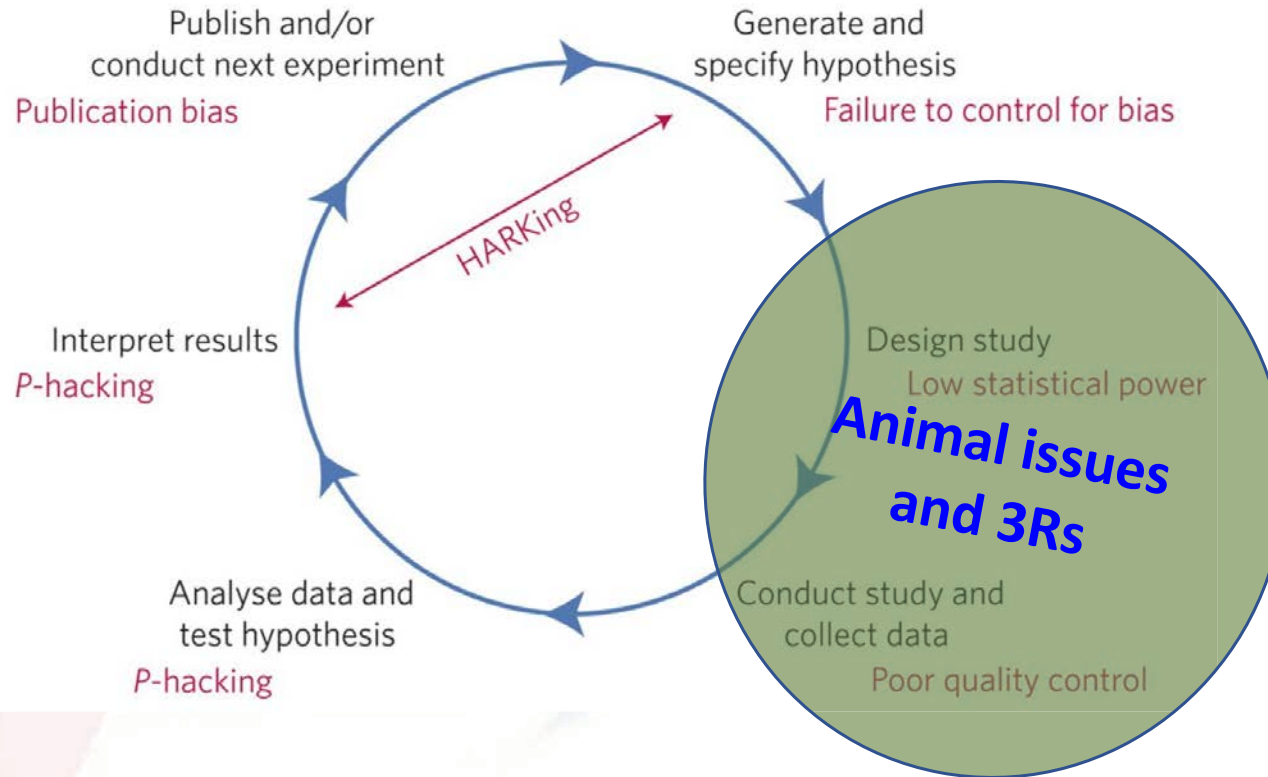 Publish and/or
conduct next experiment
Publication bias
Generate and
specify hypothesis
Failure to control for bias
HARKing
Interpret results
P-hacking
Design study
Low statistical power
Animal issues
and 3Rs
Analyse data and
test hypothesis
P-hacking
Conduct study and
collect data
Poor quality control